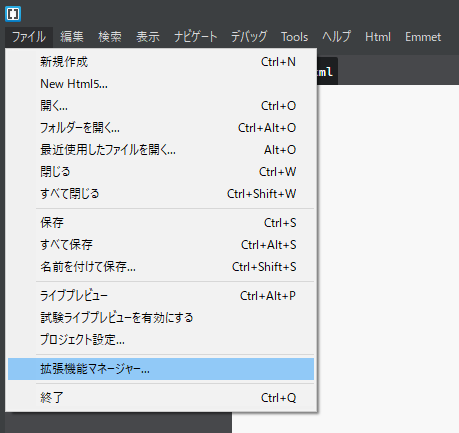 ファイル 編集 検索 表示 ナビゲート デバッグ Tools ヘルプ Html Emmet
新規作成 Ctrl+N
New Html5...
開く... Ctrl+O
フォルダーを開く... Ctrl+Alt+O
最近使用したファイルを開く... Alt+O
閉じる Ctrl+W
すべて閉じる Ctrl+Shift+W
保存 Ctrl+S
すべて保存 Ctrl+Alt+S
名前を付けて保存... Ctrl+Shift+S
ライブプレビュー Ctrl+Alt+P
試験ライブプレビューを有効にする
プロジェクト設定...
拡張機能マネージャー...
終了 Ctrl+Q